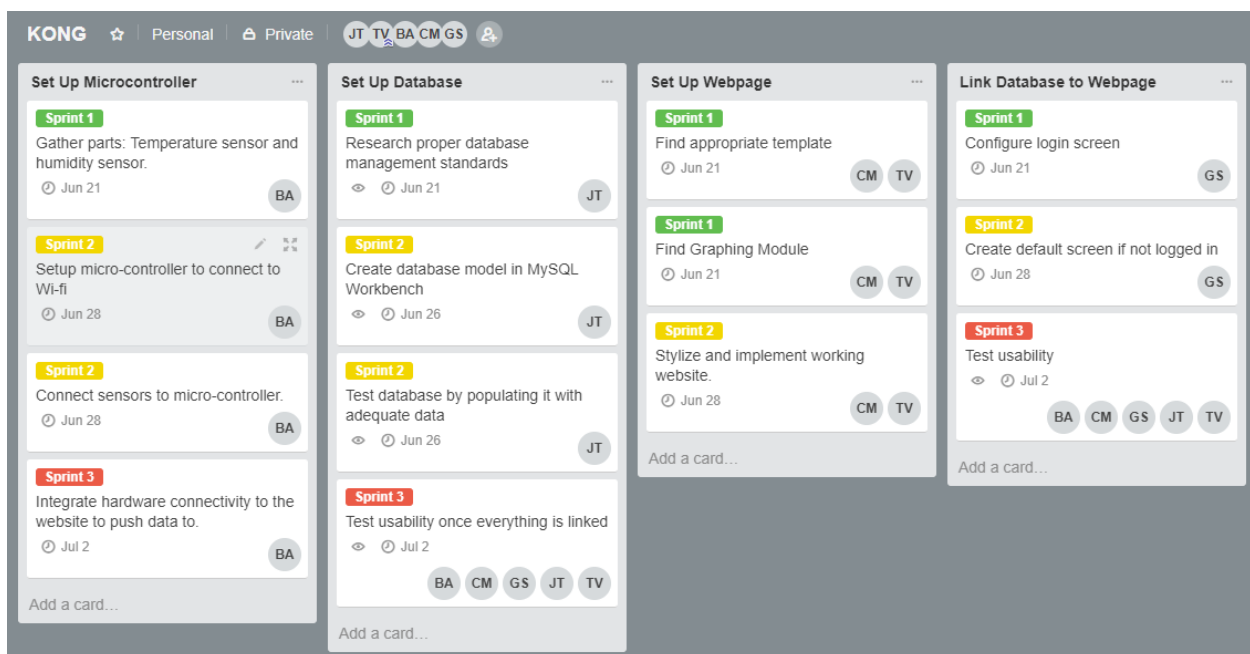 KONG Personal Private JT TV BA CM GS
Set Up Microcontroller
Sprint 1
Gather parts: Temperature sensor and
humidity sensor.
Jun 21
BA
Sprint 2
Setup micro-controller to connect to
Wi-fi
Jun 28
BA
Sprint 2
Connect sensors to micro-controller.
Jun 28
BA
Sprint 3
Integrate hardware connectivity to the
website to push data to.
Jul 2
BA
Add a card...
Set Up Database
Sprint 1
Research proper database
management standards
Jun 21
JT
Sprint 2
Create database model in MySQL
Workbench
Jun 26
JT
Sprint 2
Test database by populating it with
adequate data
Jun 26
JT
Sprint 3
Test usability once everything is linked
Jul 2
BA CM GS JT TV
Add a card...
Set Up Webpage
Sprint 1
Find appropriate template
Jun 21
CM TV
Sprint 1
Find Graphing Module
Jun 21
CM TV
Sprint 2
Stylize and implement working
website.
Jun 28
CM TV
Add a card...
Link Database to Webpage
Sprint 1
Configure login screen
Jun 21
GS
Sprint 2
Create default screen if not logged in
Jun 28
GS
Sprint 3
Test usability
Jul 2
BA CM GS JT TV
Add a card...